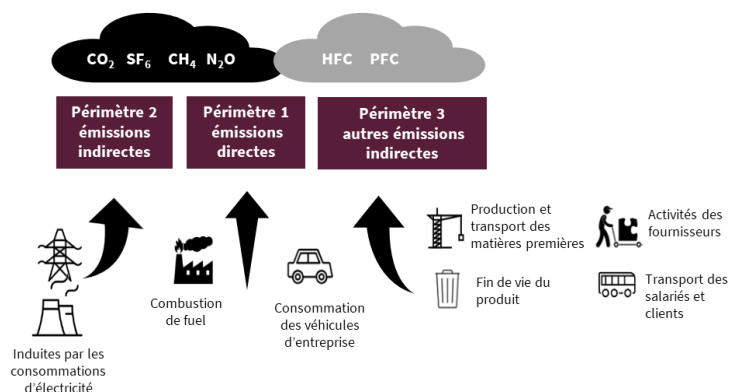 CO₂ SF₆ CH₄ N₂O
HFC PFC
Périmètre 2
émissions
indirectes
Périmètre 1
émissions
directes
Périmètre 3
autres émissions
indirectes
Production et
transport des
matières premières
Activités des
fournisseurs
Fin de vie du
produit
Transport des
salariés et
clients
Combustion
de fuel
Consommation
des véhicules
d’entreprise
Induites par les
consommations
d’électricité